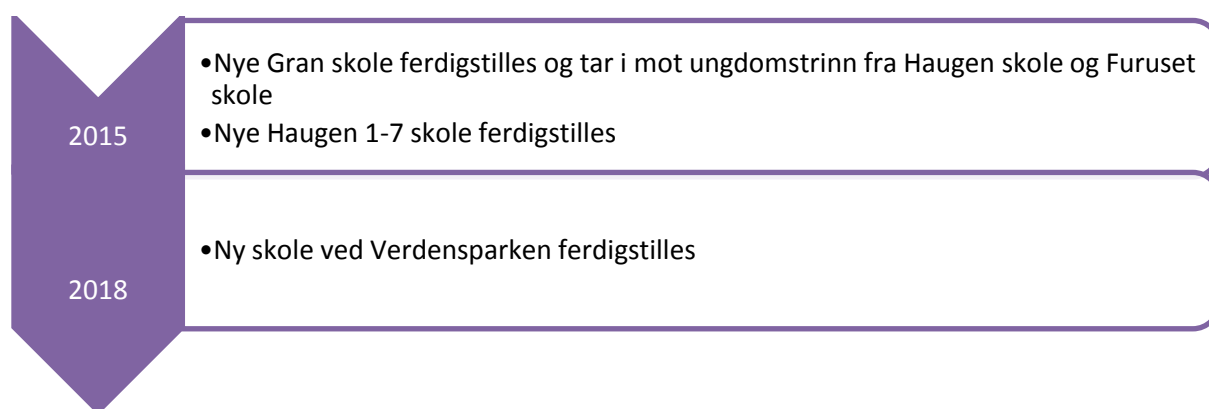 2015
•Nye Gran skole ferdigstilles og tar i mot ungdomstrinn fra Haugen skole og Furuset
skole
•Nye Haugen 1-7 skole ferdigstilles
2018
•Ny skole ved Verdensparken ferdigstilles